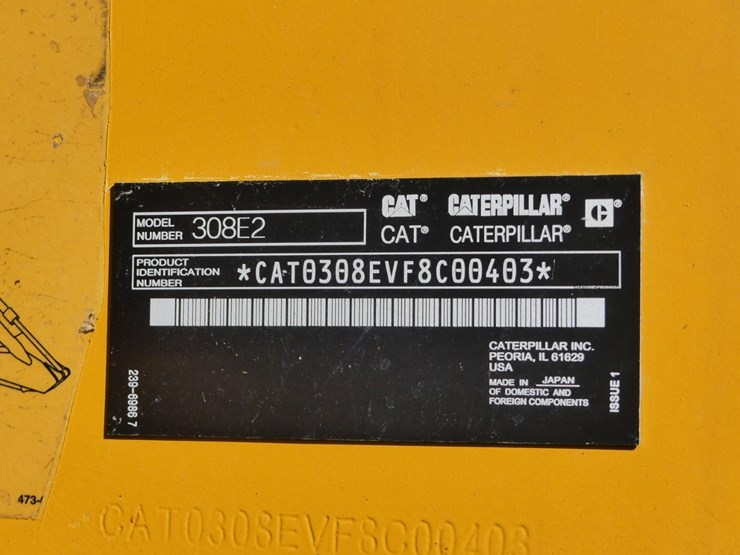 CAT® CATERPILLAR® C®
MODEL NUMBER 308E2
CAT® CATERPILLAR®
PRODUCT IDENTIFICATION NUMBER *CAT0308EVF8C00403*
CATERPILLAR INC.
PEORIA, IL 61629
USA
MADE IN JAPAN
OF DOMESTIC AND
FOREIGN COMPONENTS
239-6986 7
ISSUE 1
473-
CAT0308EVF8C00403